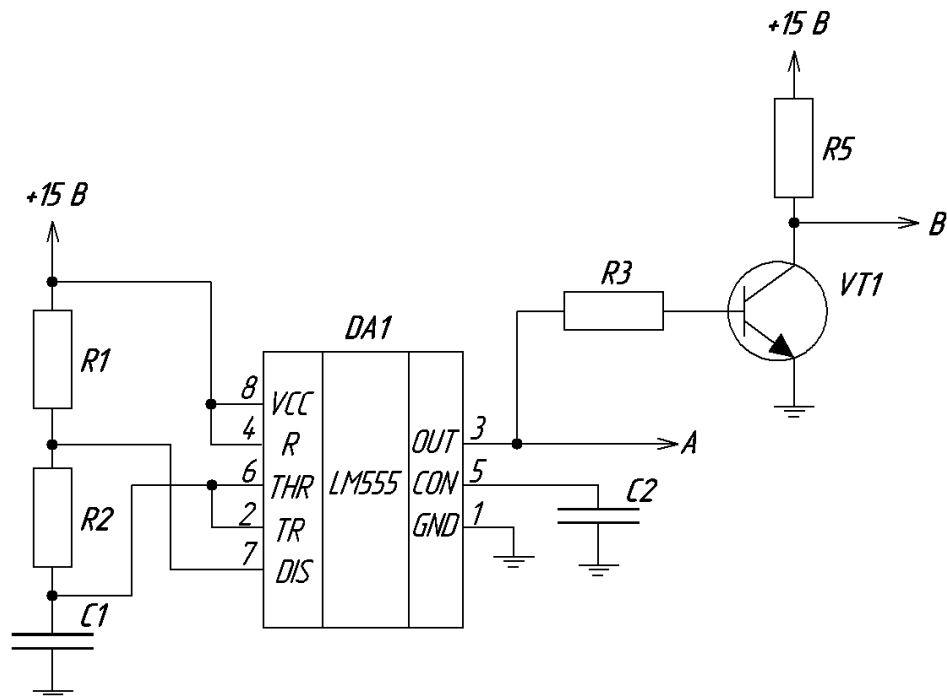 +15 В
R5
В
+15 В
R3
VT1
R1
DA1
8
VCC
4
R
6
THR
2
TR
7
DIS
LM555
OUT
3
А
CON
5
GND
1
C2
R2
C1